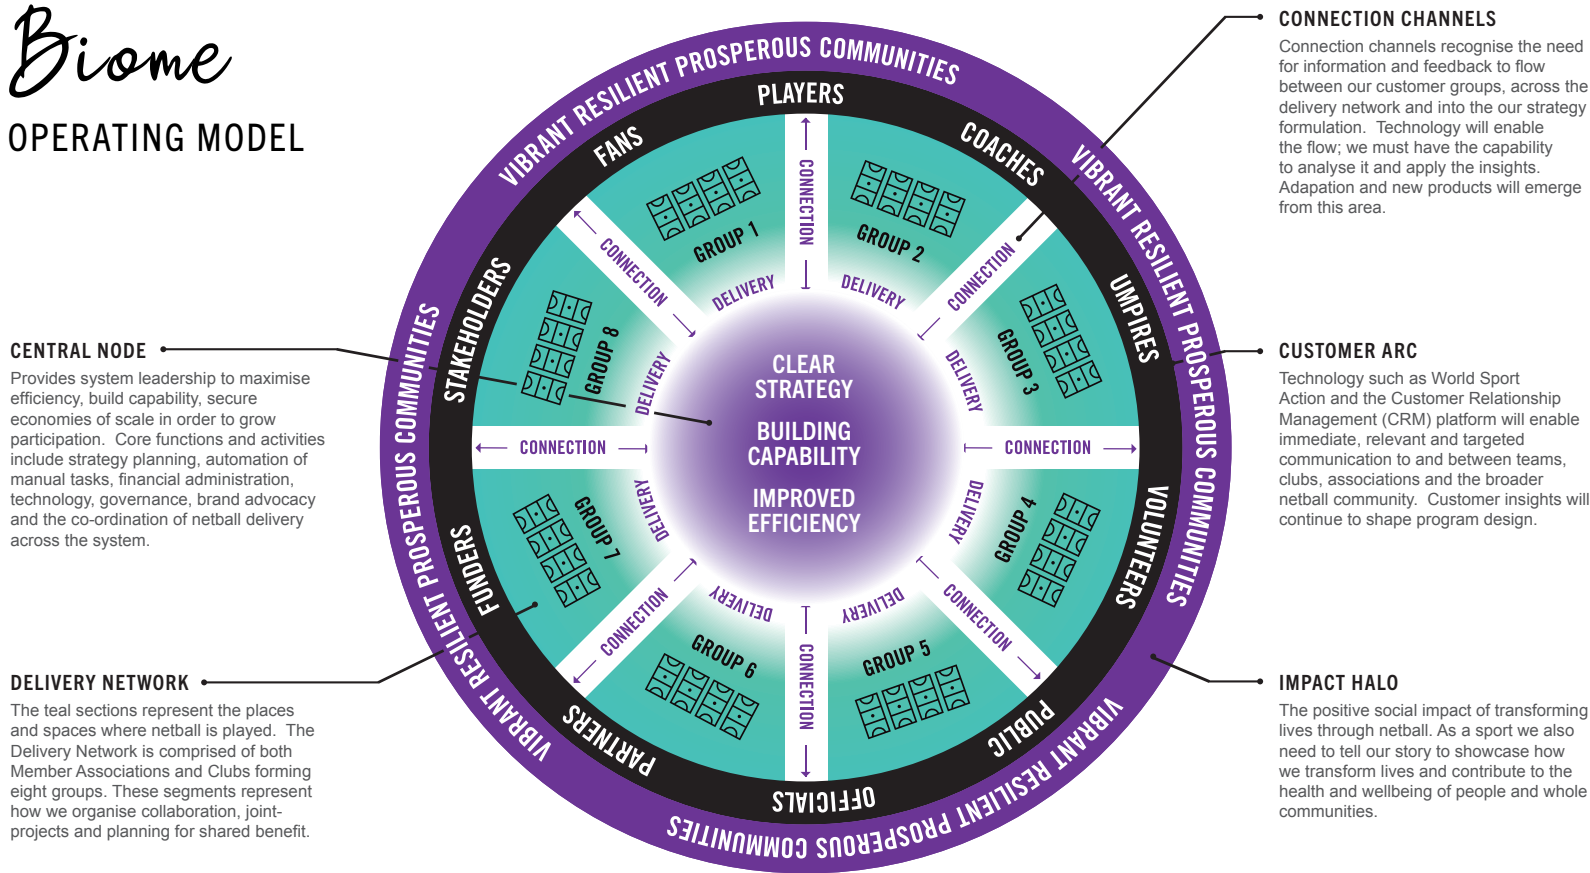 Biome
OPERATING MODEL
CENTRAL NODE
Provides system leadership to maximise
efficiency, build capability, secure
economies of scale in order to grow
participation.  Core functions and activities
include strategy planning, automation of
manual tasks, financial administration,
technology, governance, brand advocacy
and the co-ordination of netball delivery
across the system.
DELIVERY NETWORK
The teal sections represent the places
and spaces where netball is played.  The
Delivery Network is comprised of both
Member Associations and Clubs forming
eight groups. These segments represent
how we organise collaboration, joint-
projects and planning for shared benefit.
VIBRANT RESILIENT PROSPEROUS COMMUNITIES
VIBRANT RESILIENT PROSPEROUS COMMUNITIES
VIBRANT RESILIENT PROSPEROUS COMMUNITIES
VIBRANT RESILIENT PROSPEROUS COMMUNITIES
PLAYERS
COACHES
UMPIRES
VOLUNTEERS
PUBLIC
OFFICIALS
PARTNERS
FUNDERS
STAKEHOLDERS
FANS
GROUP 1
GROUP 2
GROUP 3
GROUP 4
GROUP 5
GROUP 6
GROUP 7
GROUP 8
CONNECTION
CONNECTION
CONNECTION
CONNECTION
CONNECTION
CONNECTION
CONNECTION
CONNECTION
DELIVERY
DELIVERY
DELIVERY
DELIVERY
DELIVERY
DELIVERY
DELIVERY
DELIVERY
CLEAR
STRATEGY
BUILDING
CAPABILITY
IMPROVED
EFFICIENCY
CONNECTION CHANNELS
Connection channels recognise the need
for information and feedback to flow
between our customer groups, across the
delivery network and into the our strategy
formulation.  Technology will enable
the flow; we must have the capability
to analyse it and apply the insights.
Adapation and new products will emerge
from this area.
CUSTOMER ARC
Technology such as World Sport
Action and the Customer Relationship
Management (CRM) platform will enable
immediate, relevant and targeted
communication to and between teams,
clubs, associations and the broader
netball community.  Customer insights will
continue to shape program design.
IMPACT HALO
The positive social impact of transforming
lives through netball. As a sport we also
need to tell our story to showcase how
we transform lives and contribute to the
health and wellbeing of people and whole
communities.